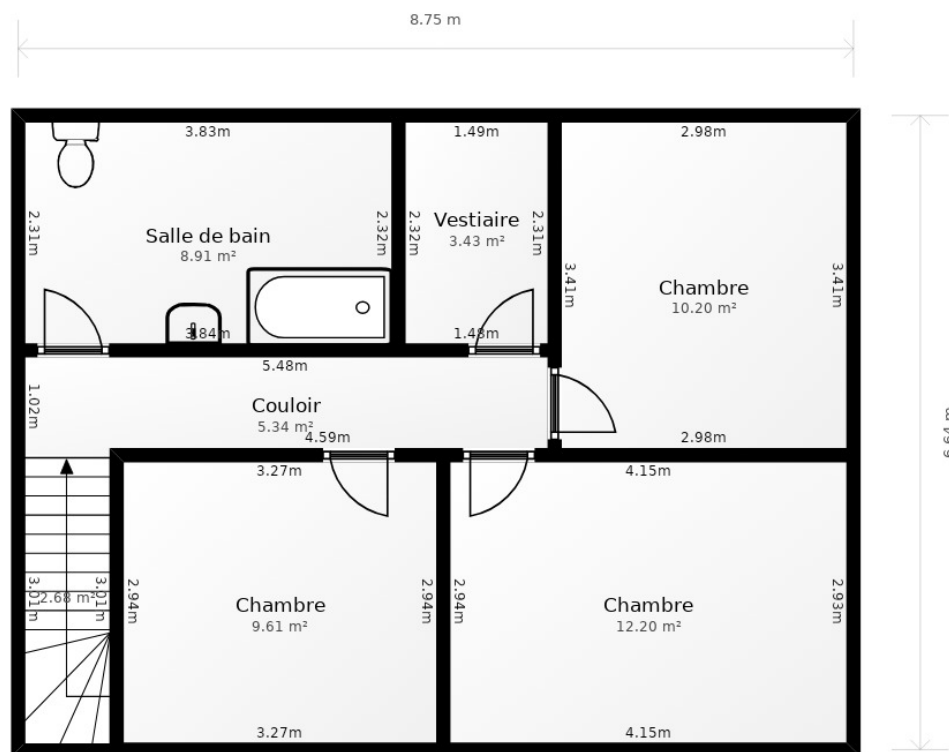 8.75 m
3.83m
1.49m
2.98m
2.31m
2.32m
2.32m
2.31m
Salle de bain
8.91 m²
Vestiaire
3.43 m²
3.41m
3.41m
Chambre
10.20 m²
3.84m
1.48m
5.48m
1.02m
Couloir
5.34 m²
4.59m
2.98m
6.64 m
3.27m
4.15m
3.01m
2.68 m²
3.01m
2.94m
2.94m
2.94m
2.93m
Chambre
9.61 m²
Chambre
12.20 m²
3.27m
4.15m